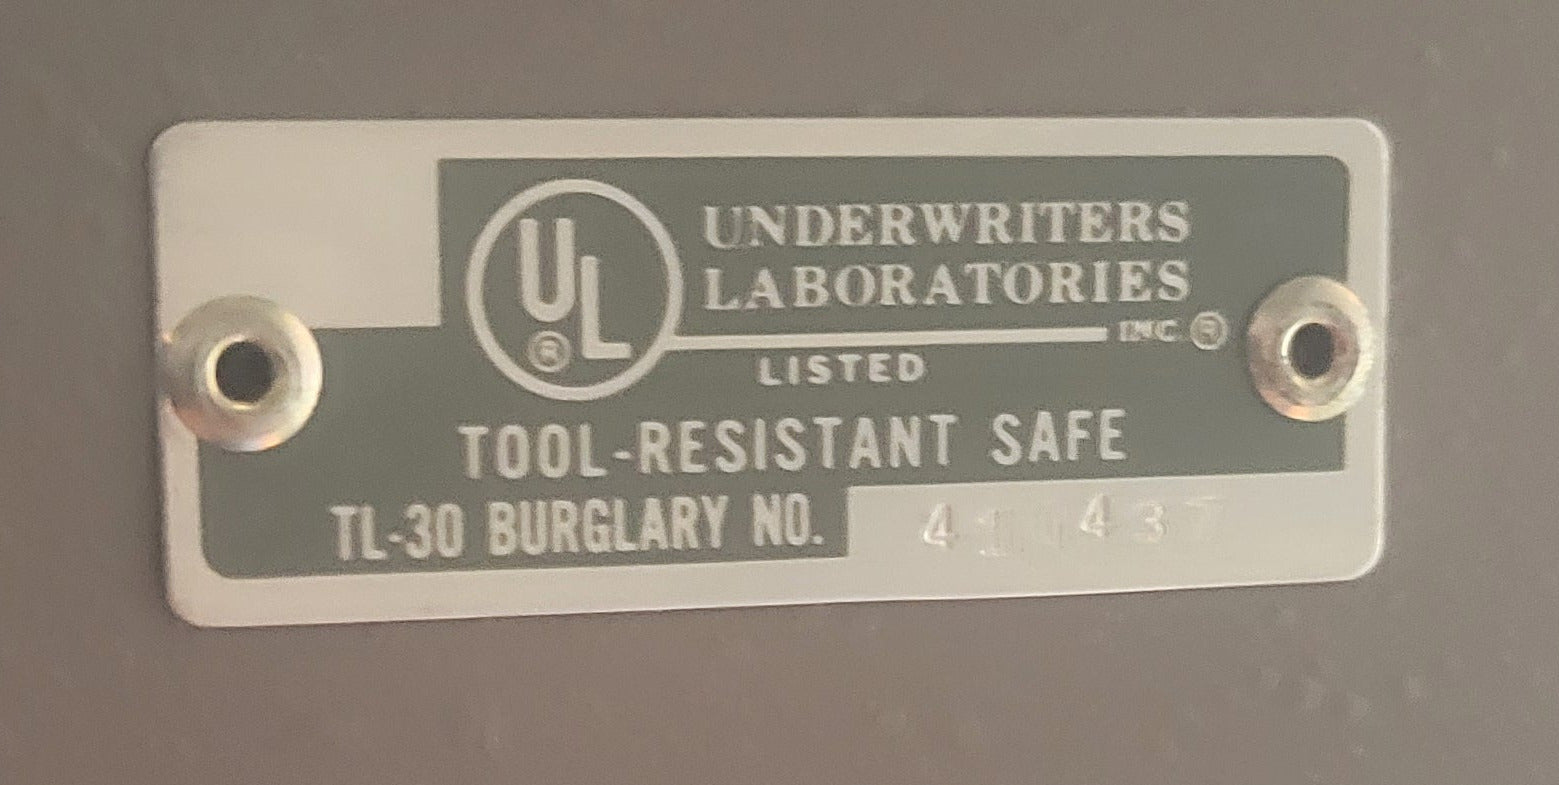 UL®
UNDERWRITERS
LABORATORIES
INC.®
LISTED
TOOL-RESISTANT SAFE
TL-30 BURGLARY NO.